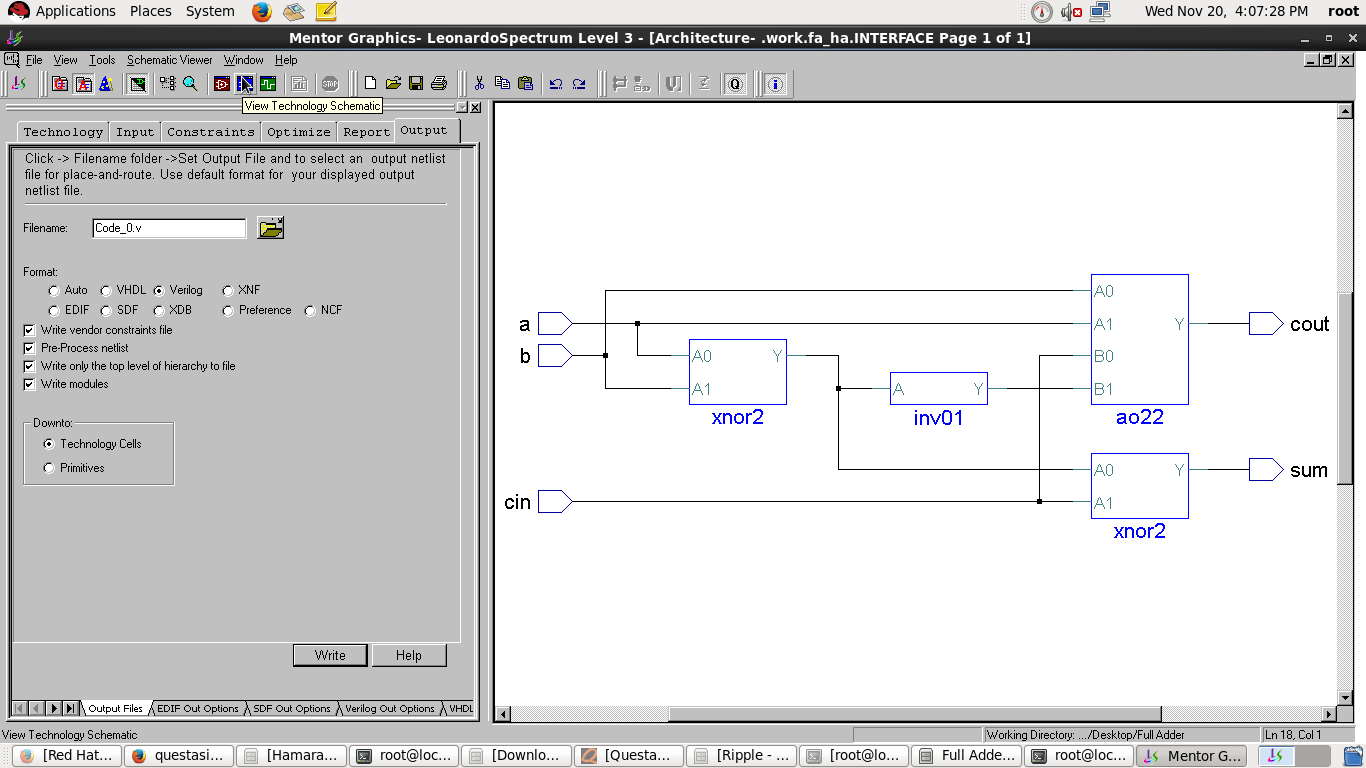 Applications Places System Wed Nov 20, 4:07:28 PM root
Mentor Graphics- LeonardoSpectrum Level 3 - [Architecture- .work.fa_ha.INTERFACE Page 1 of 1]
File View Tools Schematic Viewer Window Help
STOP Q
View Technology Schematic
Technology Input Constraints Optimize Report Output
Click -> Filename folder ->Set Output File and to select an output netlist
file for place-and-route. Use default format for your displayed output
netlist file.
Filename: Code_0.v
Format:
Auto VHDL Verilog XNF
EDIF SDF XDB Preference NCF
Write vendor constraints file
Pre-Process netlist
Write only the top level of hierarchy to file
Write modules
Downto:
Technology Cells
Primitives
Write Help
Output Files EDIF Out Options SDF Out Options Verilog Out Options VHDL
A0
a A1 Y cout
b A0 Y B0
A1 A Y B1
xnor2 inv01 ao22
A0 Y sum
cin A1
xnor2
View Technology Schematic Working Directory: .../Desktop/Full Adder Ln 18, Col 1
[Red Hat... questasi... [Hamara... root@loc... [Downlo... [Questa... [Ripple - ... [root@lo... Full Adde... root@loc... Mentor G...